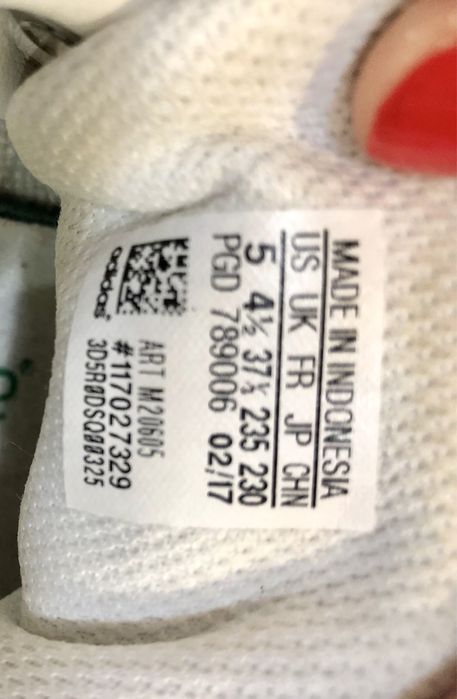 MADE IN INDONESIA
US UK FR JP CHN
5 4½ 37⅓ 235 230
PGD 789006 02/17
adidas
ART M20605
#117027329
3D5R0DSQ00325